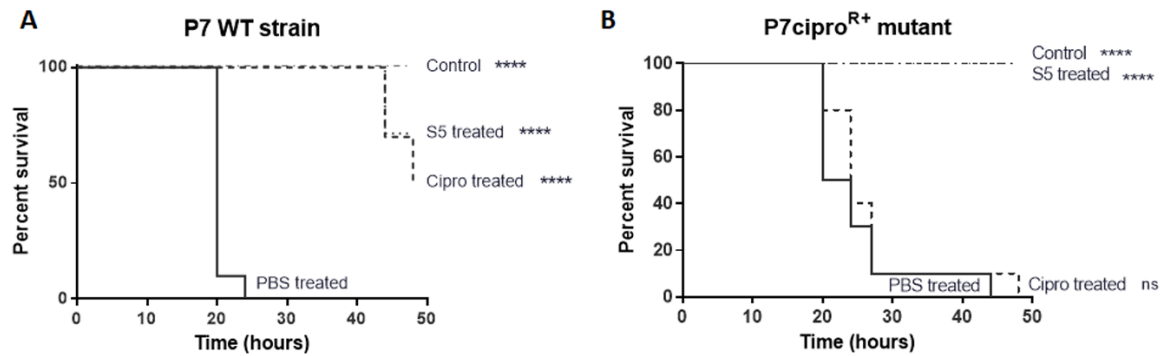 A
P7 WT strain
Percent survival
100
50
0
Control ****
S5 treated ****
Cipro treated ****
PBS treated
0 10 20 30 40 50
Time (hours)
B
P7cipro^R+ mutant
Percent survival
100
80
60
40
20
0
Control ****
S5 treated ****
PBS treated
Cipro treated ns
0 10 20 30 40 50
Time (hours)